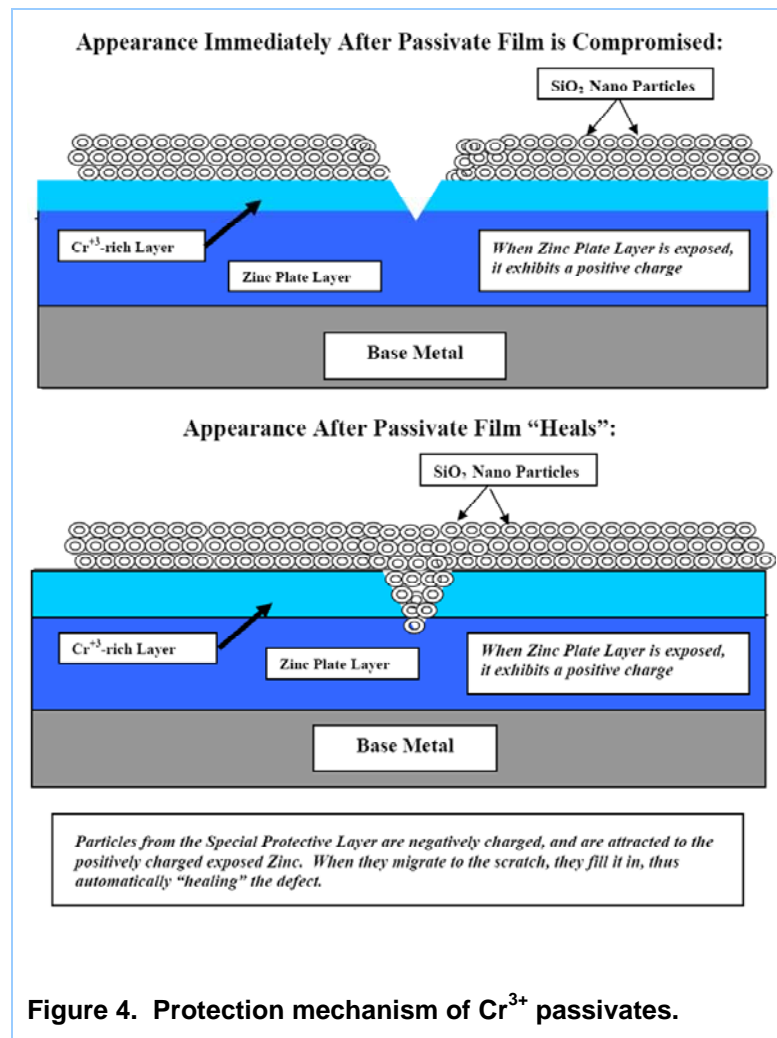 Appearance Immediately After Passivate Film is Compromised:
SiO₂ Nano Particles
Cr⁺³-rich Layer
Zinc Plate Layer
When Zinc Plate Layer is exposed,
it exhibits a positive charge
Base Metal
Appearance After Passivate Film “Heals”:
SiO₂ Nano Particles
Cr⁺³-rich Layer
Zinc Plate Layer
When Zinc Plate Layer is exposed,
it exhibits a positive charge
Base Metal
Particles from the Special Protective Layer are negatively charged, and are attracted to the
positively charged exposed Zinc. When they migrate to the scratch, they fill it in, thus
automatically “healing” the defect.
Figure 4. Protection mechanism of Cr³⁺ passivates.